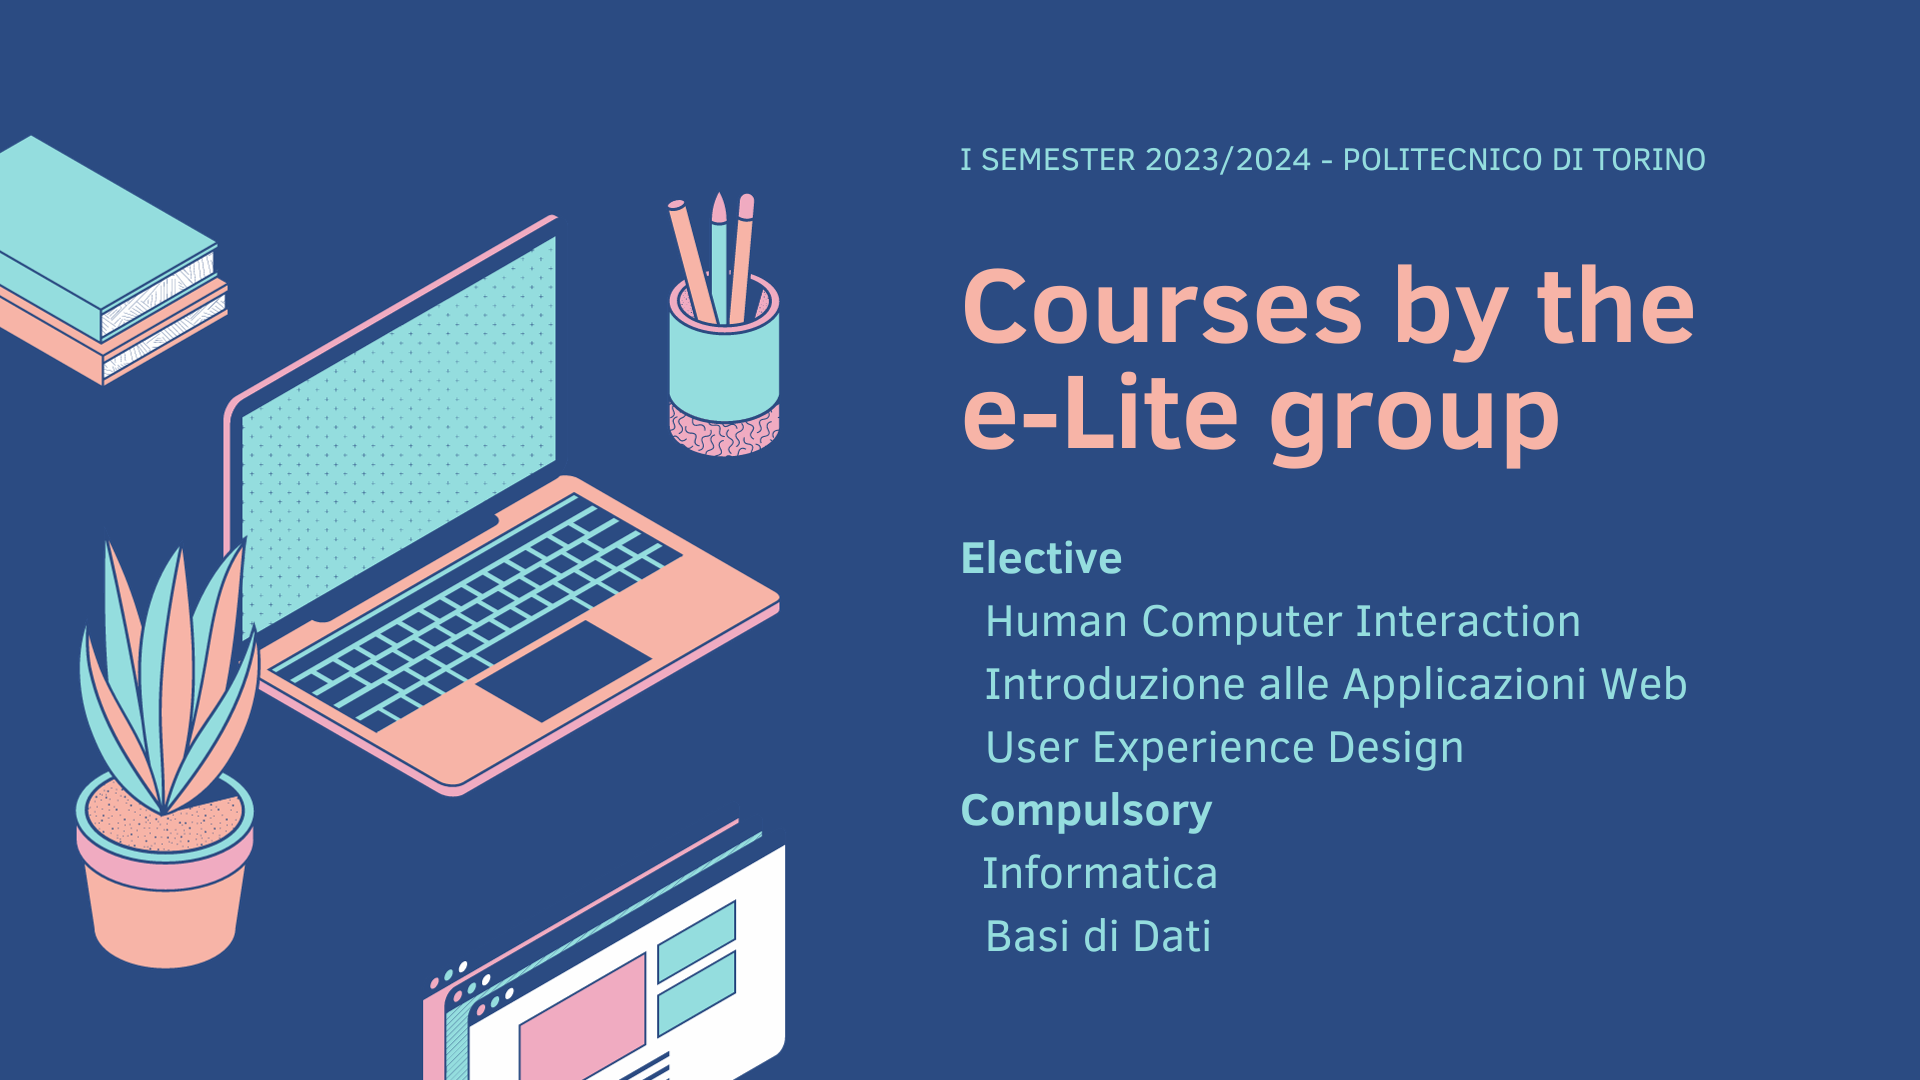 I SEMESTER 2023/2024 - POLITECNICO DI TORINO
Courses by the
e-Lite group
Elective
Human Computer Interaction
Introduzione alle Applicazioni Web
User Experience Design
Compulsory
Informatica
Basi di Dati